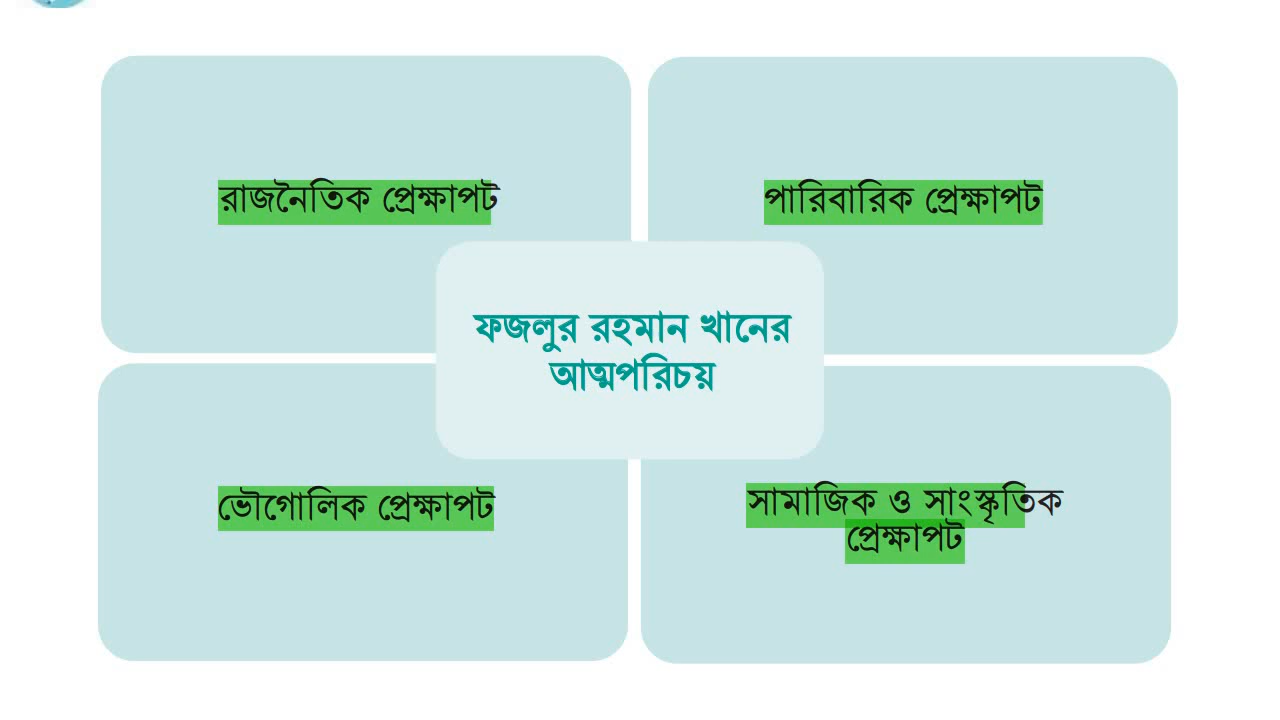 রাজনৈতিক প্রেক্ষাপট
পারিবারিক প্রেক্ষাপট
ফজলুর রহমান খানের
আত্মপরিচয়
ভৌগোলিক প্রেক্ষাপট
সামাজিক ও সাংস্কৃতিক
প্রেক্ষাপট